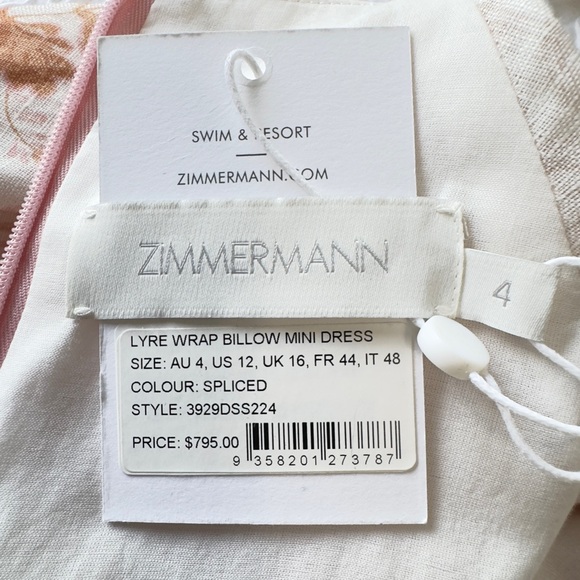 SWIM & RESORT
ZIMMERMANN.COM
ZIMMERMANN
4
LYRE WRAP BILLOW MINI DRESS
SIZE: AU 4, US 12, UK 16, FR 44, IT 48
COLOUR: SPLICED
STYLE: 3929DSS224
PRICE: $795.00
9 358201 273787